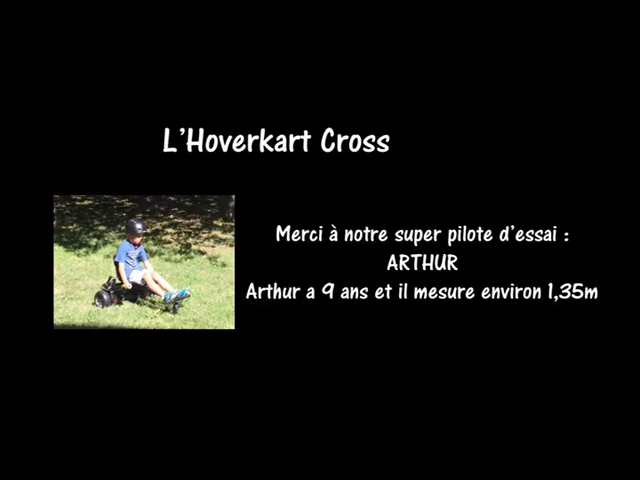 L'Hoverkart Cross
Merci à notre super pilote d'essai :
ARTHUR
Arthur a 9 ans et il mesure environ 1,35m